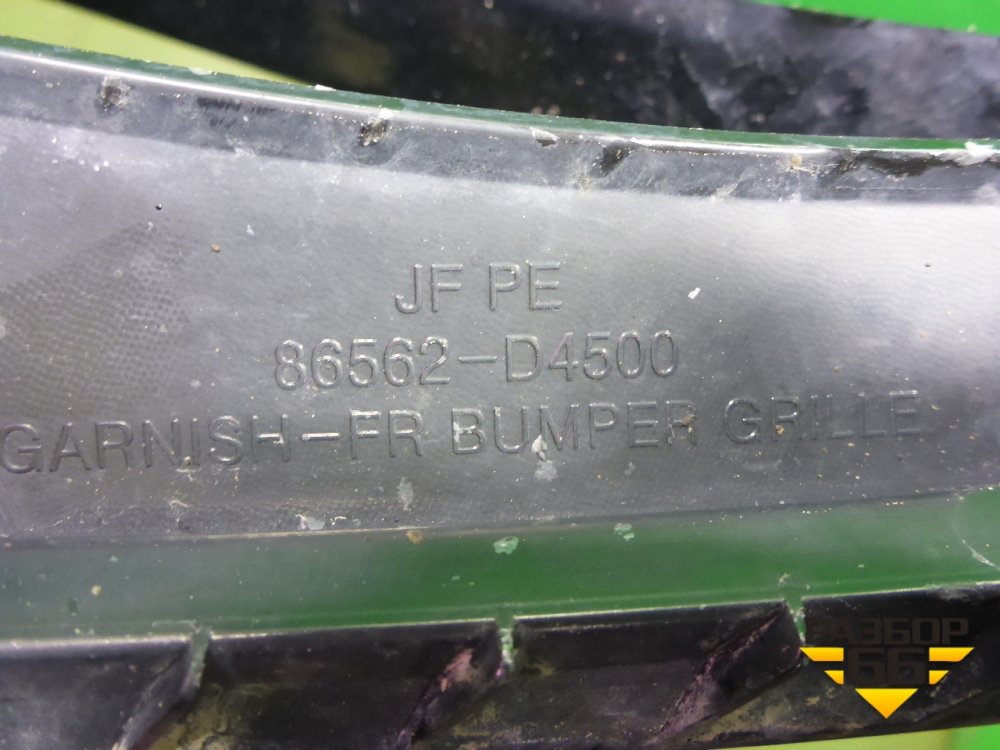 JF PE
86562-D4500
GARNISH-FR BUMPER GRILLE
РАЗБОР
66